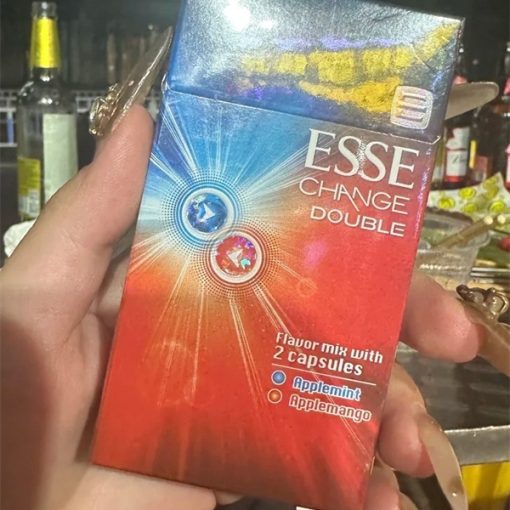 ESSE
CHANGE
DOUBLE
Flavor mix with
2 capsules
Applemint
Applemango